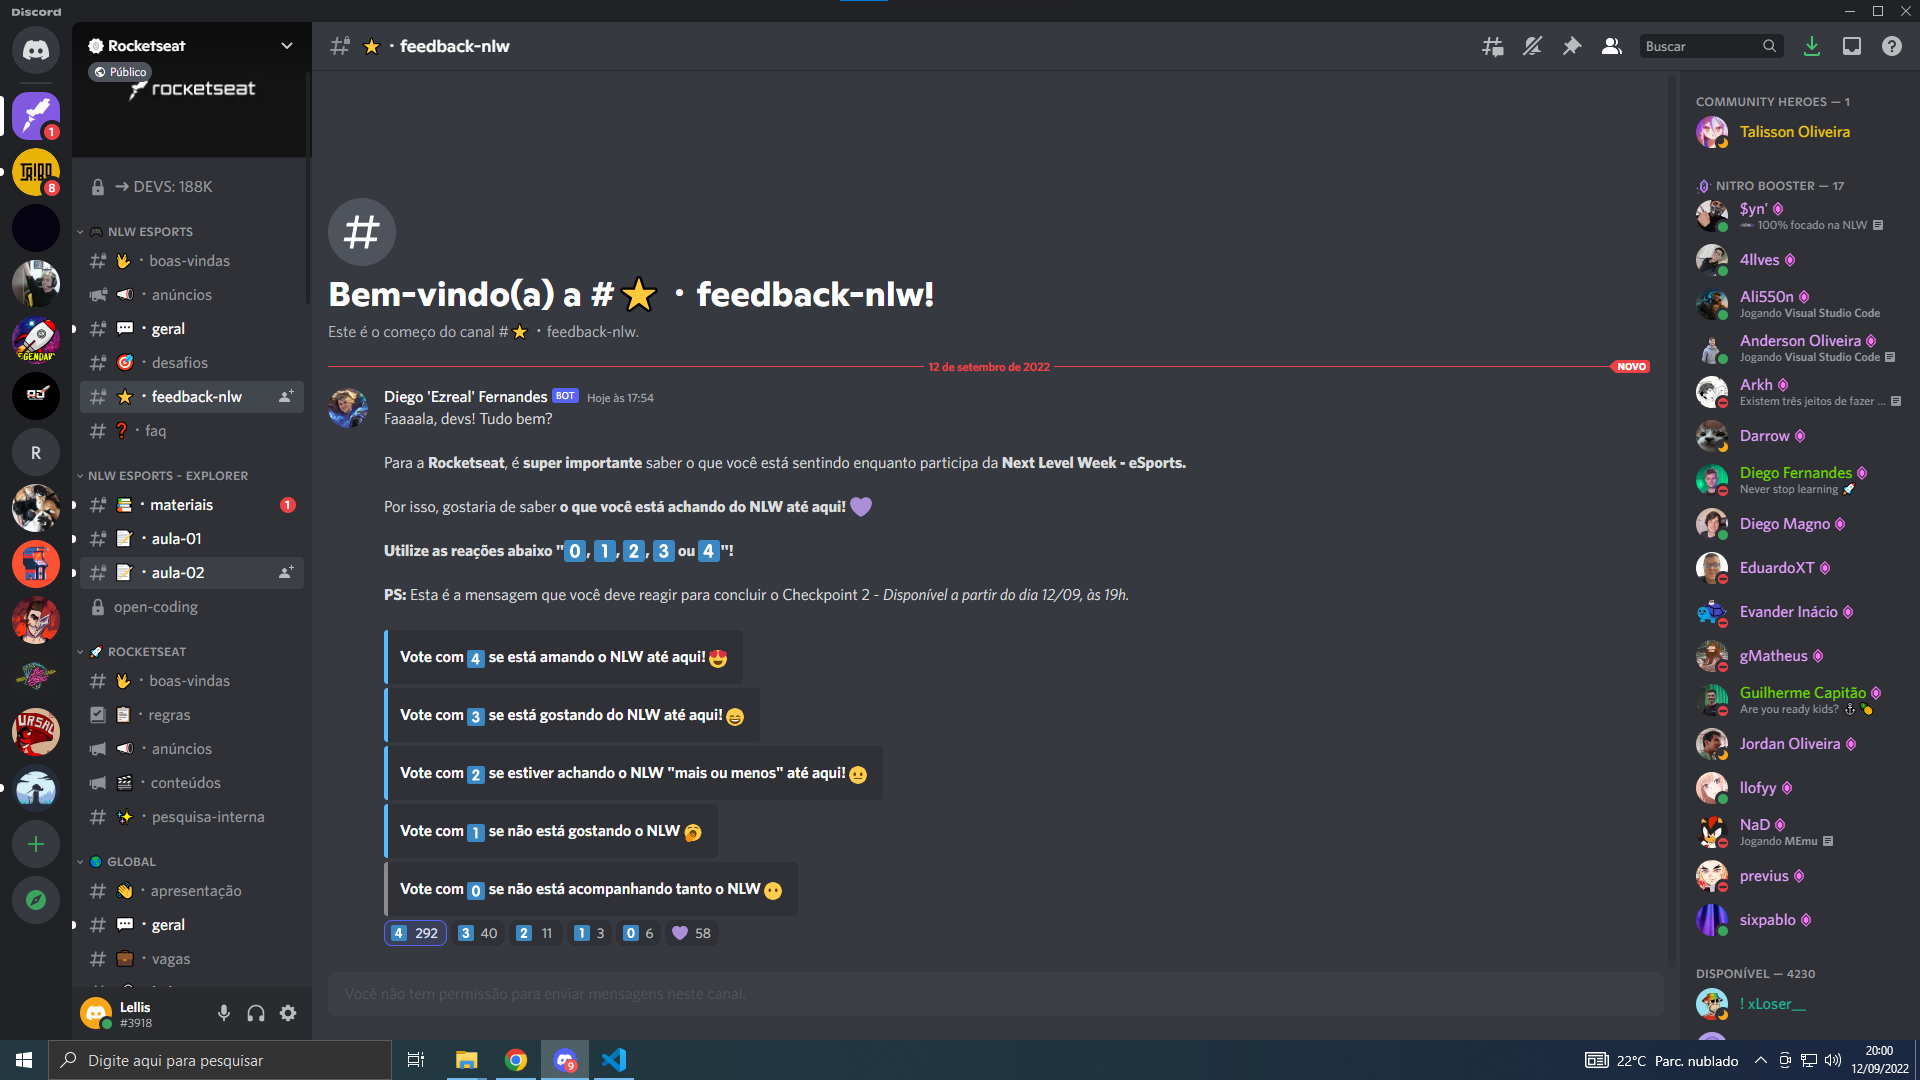 Discord
Rocketseat
Público
rocketseat
→ DEVS: 188K
NLW ESPORTS
boas-vindas
anúncios
geral
desafios
feedback-nlw
faq
NLW ESPORTS - EXPLORER
materiais
1
aula-01
aula-02
open-coding
ROCKETSEAT
boas-vindas
regras
anúncios
conteúdos
pesquisa-interna
GLOBAL
apresentação
geral
vagas
Lellis
#3918
1
TRIBO
8
R
URSAL
feedback-nlw
Buscar
Bem-vindo(a) a #⭐・feedback-nlw!
Este é o começo do canal #⭐・feedback-nlw.
12 de setembro de 2022
NOVO
Diego 'Ezreal' Fernandes BOT Hoje às 17:54
Faaaala, devs! Tudo bem?
Para a Rocketseat, é super importante saber o que você está sentindo enquanto participa da Next Level Week - eSports.
Por isso, gostaria de saber o que você está achando do NLW até aqui! 💜
Utilize as reações abaixo "0, 1, 2, 3 ou 4"!
PS: Esta é a mensagem que você deve reagir para concluir o Checkpoint 2 - Disponível a partir do dia 12/09, às 19h.
Vote com 4 se está amando o NLW até aqui! 😍
Vote com 3 se está gostando do NLW até aqui! 😄
Vote com 2 se estiver achando o NLW "mais ou menos" até aqui! 😐
Vote com 1 se não está gostando o NLW 🥱
Vote com 0 se não está acompanhando tanto o NLW 😶
4 292 3 40 2 11 1 3 0 6 💜 58
Você não tem permissão para enviar mensagens neste canal.
COMMUNITY HEROES — 1
Talisson Oliveira
NITRO BOOSTER — 17
$yn'
100% focado na NLW
4llves
Ali550n
Jogando Visual Studio Code
Anderson Oliveira
Jogando Visual Studio Code
Arkh
Existem três jeitos de fazer ...
Darrow
Diego Fernandes
Never stop learning 🚀
Diego Magno
EduardoXT
Evander Inácio
gMatheus
Guilherme Capitão
Are you ready kids? ⚓🍍
Jordan Oliveira
llofyy
NaD
Jogando MEmu
previus
sixpablo
DISPONÍVEL — 4230
! xLoser__
Digite aqui para pesquisar
9
22°C Parc. nublado
20:00
12/09/2022